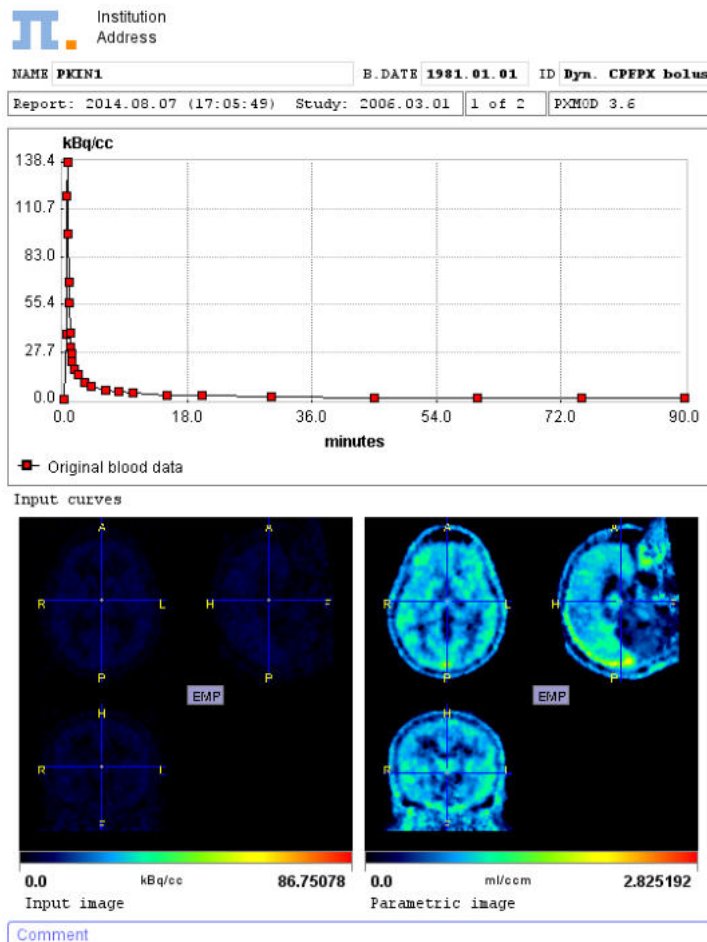 Institution
Address
NAME PKIN1 B.DATE 1981.01.01 ID Dyn. CPFPX bolus
Report: 2014.08.07 (17:05:49) Study: 2006.03.01 1 of 2 PXMOD 3.6
kBq/cc
138.4
110.7
83.0
55.4
27.7
0.0
0.0 18.0 36.0 54.0 72.0 90.0
minutes
Original blood data
Input curves
A A A A
R L H F R L H F
P P P P
EMP EMP
H H
R L R L
F F
0.0 kBq/cc 86.75078 0.0 ml/ccm 2.825192
Input image Parametric image
Comment